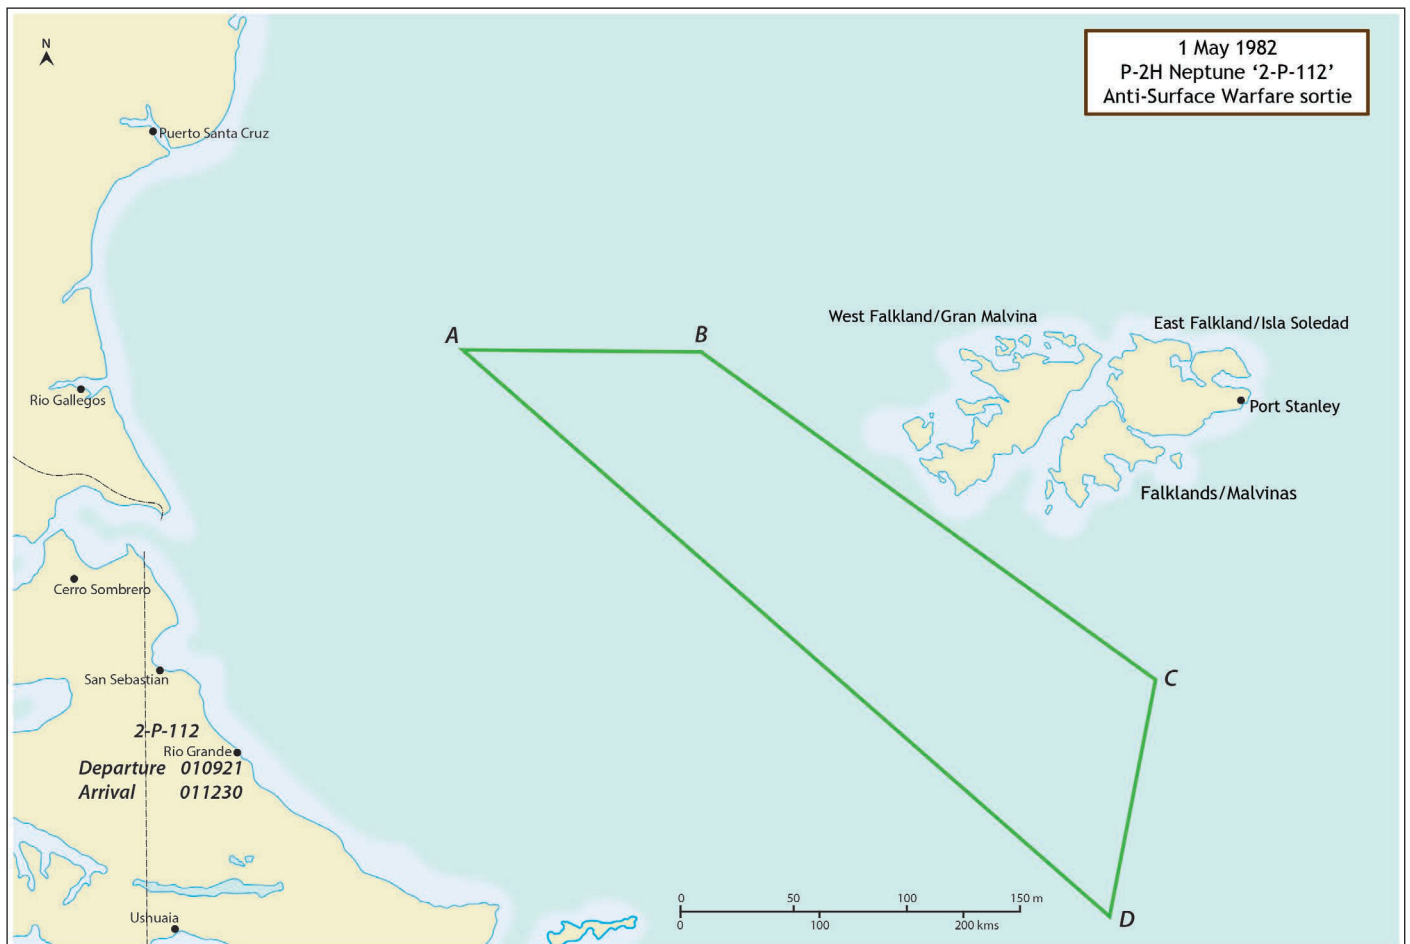 N
1 May 1982
P-2H Neptune ‘2-P-112’
Anti-Surface Warfare sortie
Puerto Santa Cruz
West Falkland/Gran Malvina
East Falkland/Isla Soledad
A
B
Rio Gallegos
Port Stanley
Falklands/Malvinas
Cerro Sombrero
San Sebastian
C
2-P-112
Rio Grande
Departure 010921
Arrival 011230
0 50 100 150 m
0 100 200 kms
Ushuaia
D